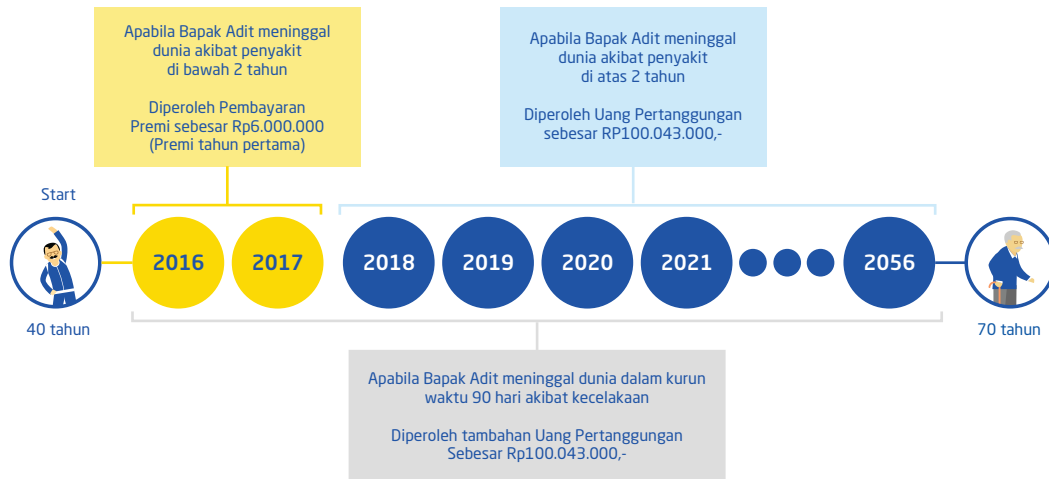 Apabila Bapak Adit meninggal
dunia akibat penyakit
di bawah 2 tahun
Diperoleh Pembayaran
Premi sebesar Rp6.000.000
(Premi tahun pertama)
Apabila Bapak Adit meninggal
dunia akibat penyakit
di atas 2 tahun
Diperoleh Uang Pertanggungan
sebesar RP100.043.000,-
Start
40 tahun
2016
2017
2018
2019
2020
2021
2056
70 tahun
Apabila Bapak Adit meninggal dunia dalam kurun
waktu 90 hari akibat kecelakaan
Diperoleh tambahan Uang Pertanggungan
Sebesar Rp100.043.000,-